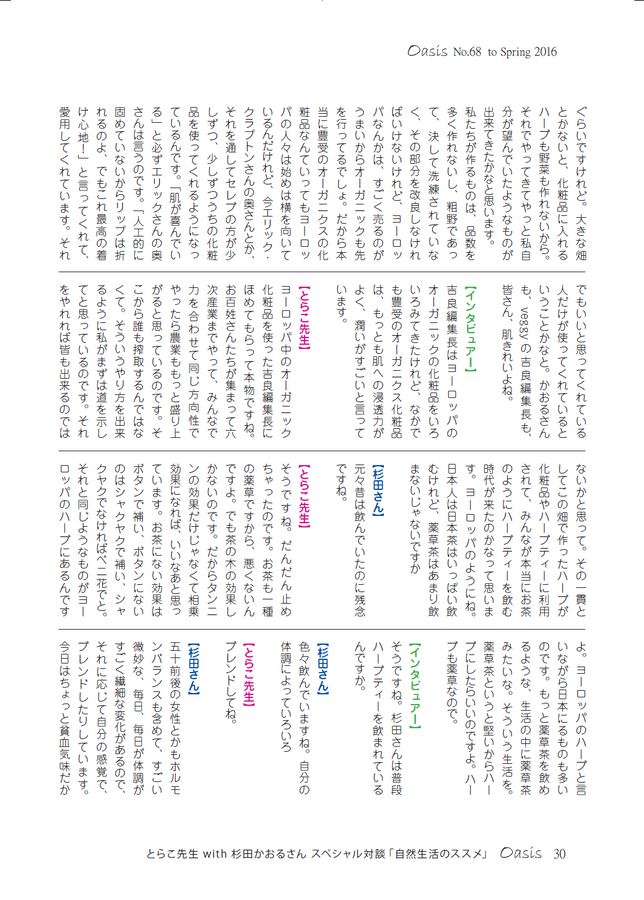 Oasis No.68 to Spring 2016
ぐらいですけれど。大きな畑
とかないと、化粧品に入れる
ハーブも野菜も作れないから。
それでやってきてやっと私自
分が望んでいたようなものが
出来てきたかなと思います。
私たちが作るものは、品数を
多く作れないし、粗野であっ
て、決して洗練されていな
く、その部分を改良しなけれ
ばいけないけれど、ヨーロッ
パなんかは、すごく売るのが
うまいからオーガニックも先
を行ってるでしょ。だから本
当に豊受のオーガニクスの化
粧品なんていってもヨーロッ
パの人々は始めは横を向いて
いるんだけれど、今エリック・
クラプトンさんの奥さんとか、
それを通してセレブの方が少
しずつ、少しずつうちの化粧
品を使ってくれるようになっ
ているんです。「肌が喜んでい
る」と必ずエリックさんの奥
さんは言うのです。「人工的に
固めていないからリップは折
れるのよ、でもこれ最高の着
け心地！」と言ってくれて、
愛用してくれています。それ
でもいいと思ってくれている
人だけが使ってくれていると
いうことかなと。かおるさん
も、veggyの吉良編集長も、
皆さん、肌きれいよね。
【インタビュアー】
吉良編集長はヨーロッパの
オーガニックの化粧品をいろ
いろみてきたけれど、なかで
も豊受のオーガニクス化粧品
は、もっとも肌への浸透力が
よく、潤いがすごいと言って
います。
【とらこ先生】
ヨーロッパ中のオーガニック
化粧品を使った吉良編集長に
ほめてもらって本物ですね。
お百姓さんたちが集まって六
次産業までやって、みんなで
力を合わせて同じ方向性で
やったら農業ももっと盛り上
がると思っているのです。そ
こから誰も搾取するんではな
くて。そういうやり方を出来
るように私がまずは道を示し
てと思っているのです。それ
をやれれば皆も出来るのでは
ないかと思って。その一貫と
してこの畑で作ったハーブが
化粧品やハーブティーに利用
されて、みんなが本当にお茶
のようにハーブティーを飲む
時代が来たのかなって思いま
す。ヨーロッパのようにね。
日本人は日本茶はいっぱい飲
むけれど、薬草茶はあまり飲
まないじゃないですか
【杉田さん】
元々昔は飲んでいたのに残念
ですね。
【とらこ先生】
そうですね。だんだん止め
ちゃったのです。お茶も一種
の薬草ですから、悪くないん
ですよ。でも茶の木の効果し
かないのです。だからタンニ
ンの効果だけじゃなくて相乗
効果になれば、いいなあと思っ
ています。お茶にない効果は
ボタンで補い、ボタンにない
のはシャクヤクで補い、シャ
クヤクでなければベニ花でと。
それと同じようなものがヨー
ロッパのハーブにあるんです
よ。ヨーロッパのハーブと言
いながら日本にるものも多い
のです。もっと薬草茶を飲め
るような、生活の中に薬草茶
みたいな。そういう生活を。
薬草茶というと堅いからハー
プにしたらいいのですよ。ハー
プも薬草なので。
【インタビュアー】
そうですね。杉田さんは普段
ハーブティーを飲まれている
んですか。
【杉田さん】
色々飲んでいますね。自分の
体調によっていろいろ
【とらこ先生】
ブレンドしてね。
【杉田さん】
五十前後の女性とかもホルモ
ンバランスも含めて、すごい
微妙な、毎日、毎日が体調が
すごく繊細な変化があるので、
それに応じて自分の感覚で、
ブレンドしたりしています。
今日はちょっと貧血気味だか
とらこ先生 with 杉田かおるさん スペシャル対談「自然生活のススメ」 Oasis 30